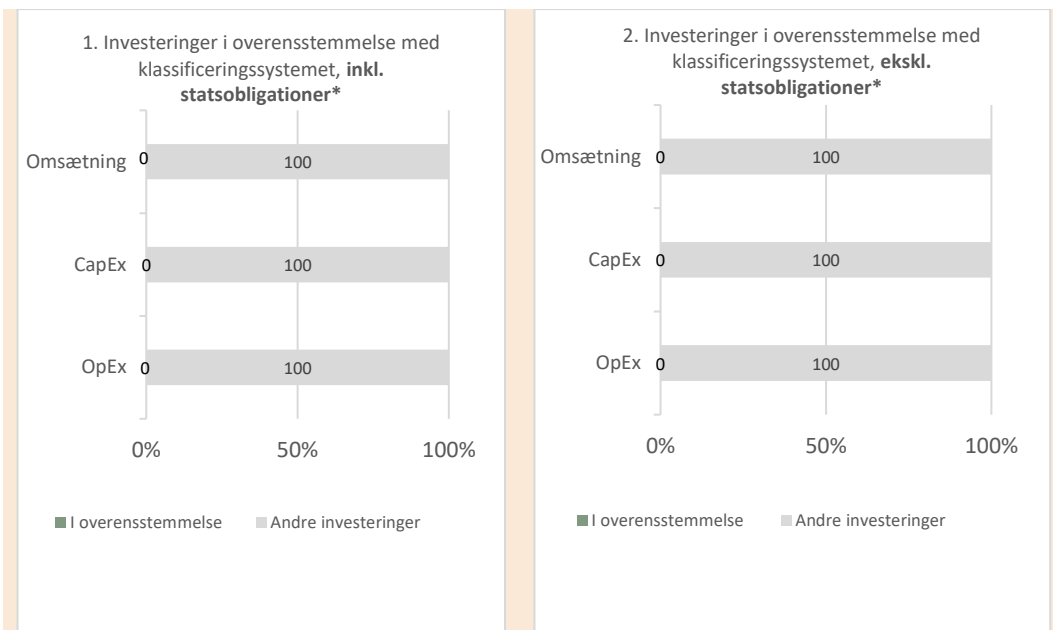 1. Investeringer i overensstemmelse med
klassificeringssystemet, inkl.
statsobligationer*
Omsætning 0 100
CapEx 0 100
OpEx 0 100
0% 50% 100%
I overensstemmelse Andre investeringer
2. Investeringer i overensstemmelse med
klassificeringssystemet, ekskl.
statsobligationer*
Omsætning 0 100
CapEx 0 100
OpEx 0 100
0% 50% 100%
I overensstemmelse Andre investeringer